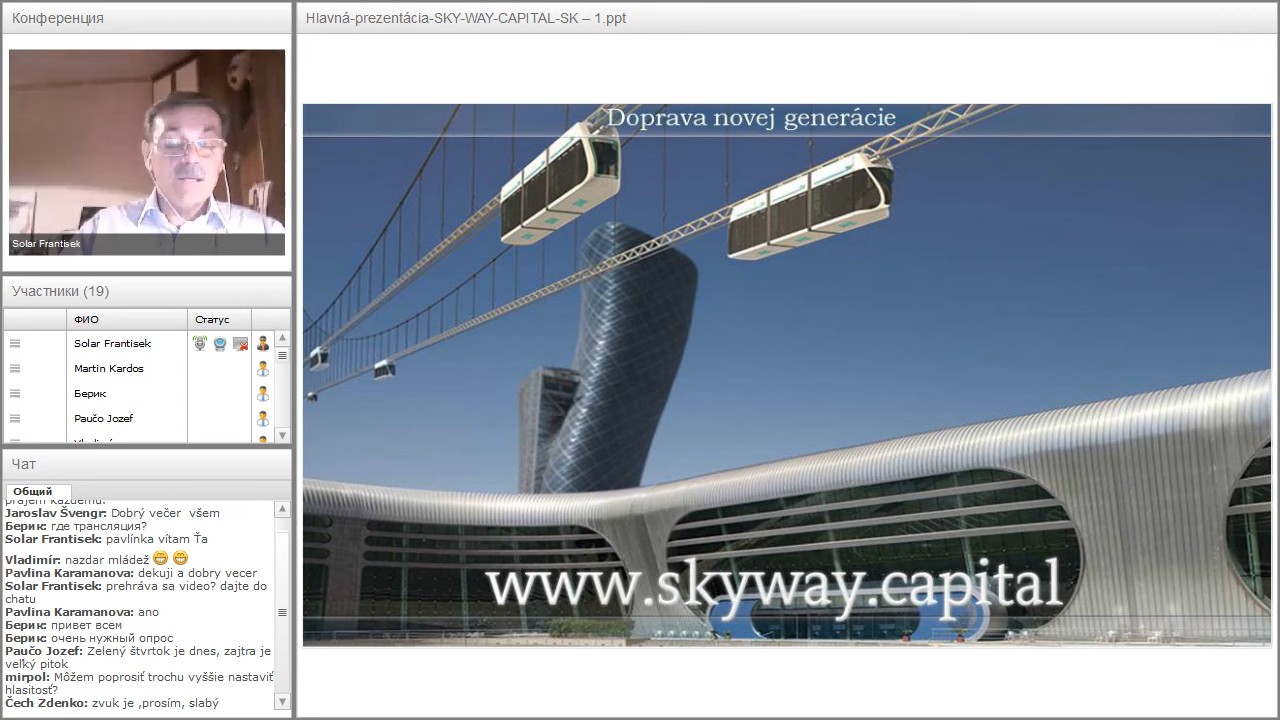 Конференция
Solar Frantisek
Участники (19)
ФИО
Статус
Solar Frantisek
Martin Kardos
Берик
Paučo Jozef
Чат
Общий
prajem každému.
Jaroslav Švengr: Dobrý večer všem
Берик: где трансляция?
Solar Frantisek: pavlínka vítam Ťa
Vladimír: nazdar mládež
Pavlina Karamanova: dekuji a dobry vecer
Solar Frantisek: prehráva sa video? dajte do
chatu
Pavlina Karamanova: ano
Берик: привет всем
Берик: очень нужный опрос
Paučo Jozef: Zelený štvrtok je dnes, zajtra je
veľký pitok
mirpol: Môžem poprosiť trochu vyššie nastaviť
hlasitosť?
Čech Zdenko: zvuk je ,prosím, slabý
Hlavná-prezentácia-SKY-WAY-CAPITAL-SK – 1.ppt
Doprava novej generácie
www.skyway.capital